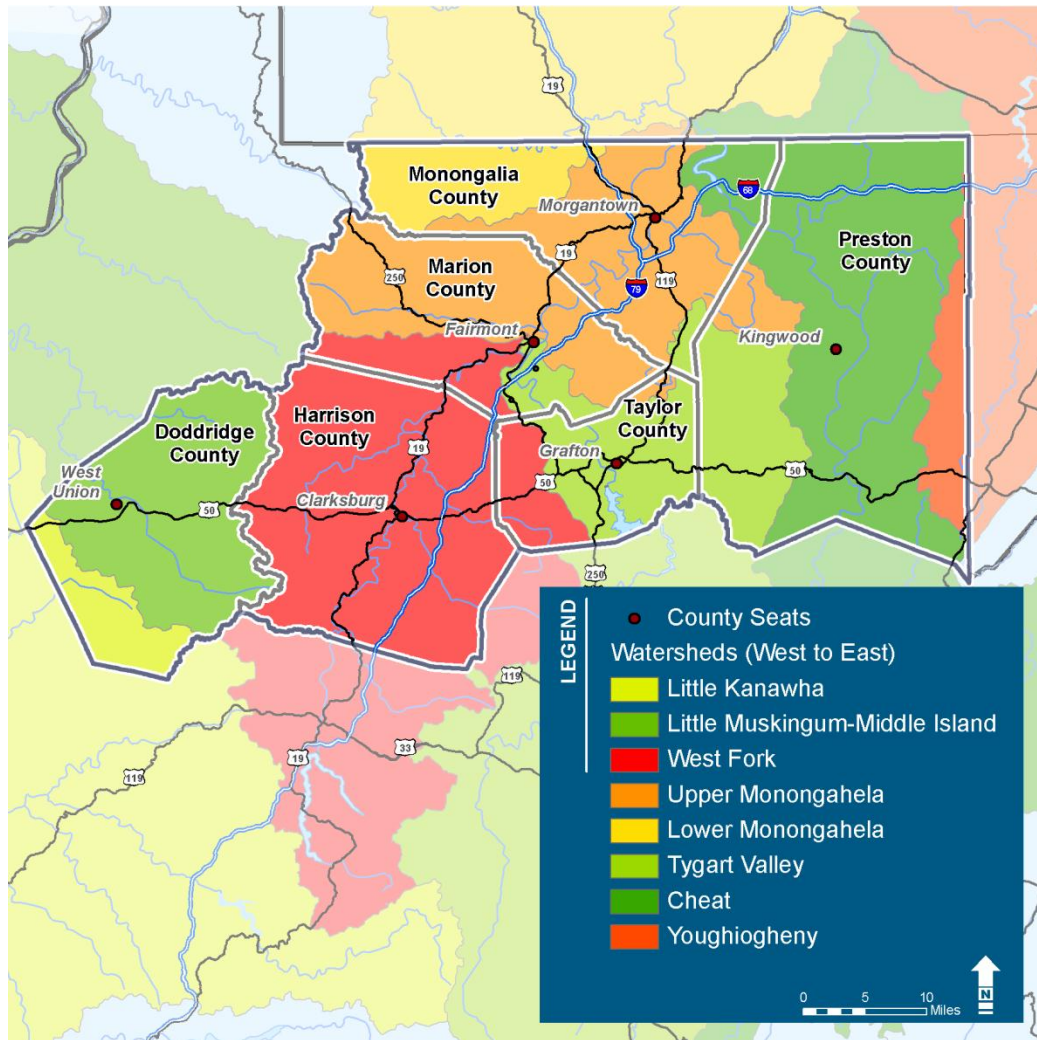 19
Monongalia
County
Morgantown
68
Preston
County
19
250
Marion
County
119
79
Fairmont
Kingwood
Harrison
County
Taylor
County
Doddridge
County
19
West
Union
Grafton
50
50
Clarksburg
50
250
119
33
19
119
LEGEND
County Seats
Watersheds (West to East)
Little Kanawha
Little Muskingum-Middle Island
West Fork
Upper Monongahela
Lower Monongahela
Tygart Valley
Cheat
Youghiogheny
N
0 5 10
Miles